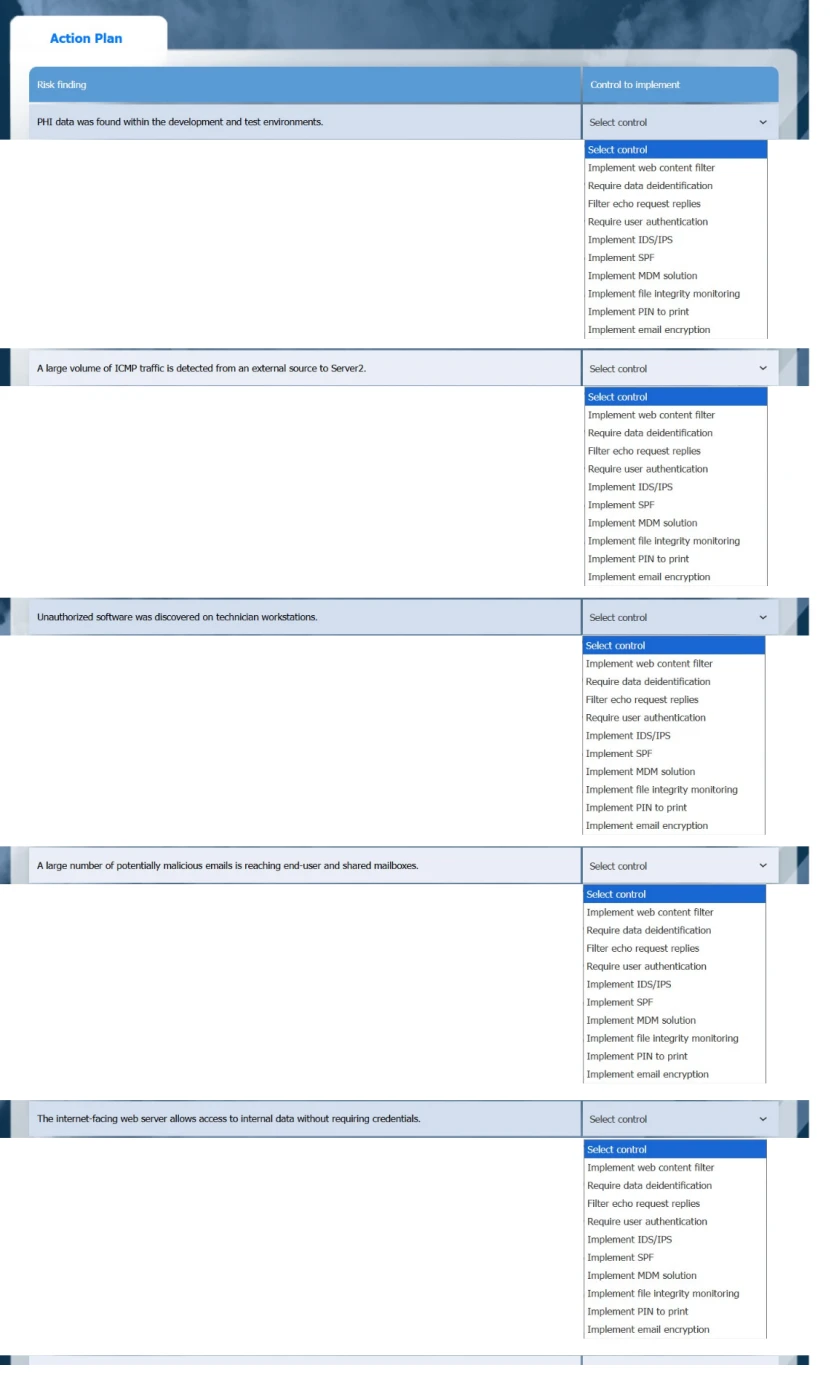 Action Plan
Risk finding Control to implement
PHI data was found within the development and test environments. Select control
Select control
Implement web content filter
Require data deidentification
Filter echo request replies
Require user authentication
Implement IDS/IPS
Implement SPF
Implement MDM solution
Implement file integrity monitoring
Implement PIN to print
Implement email encryption
A large volume of ICMP traffic is detected from an external source to Server2. Select control
Select control
Implement web content filter
Require data deidentification
Filter echo request replies
Require user authentication
Implement IDS/IPS
Implement SPF
Implement MDM solution
Implement file integrity monitoring
Implement PIN to print
Implement email encryption
Unauthorized software was discovered on technician workstations. Select control
Select control
Implement web content filter
Require data deidentification
Filter echo request replies
Require user authentication
Implement IDS/IPS
Implement SPF
Implement MDM solution
Implement file integrity monitoring
Implement PIN to print
Implement email encryption
A large number of potentially malicious emails is reaching end-user and shared mailboxes. Select control
Select control
Implement web content filter
Require data deidentification
Filter echo request replies
Require user authentication
Implement IDS/IPS
Implement SPF
Implement MDM solution
Implement file integrity monitoring
Implement PIN to print
Implement email encryption
The internet-facing web server allows access to internal data without requiring credentials. Select control
Select control
Implement web content filter
Require data deidentification
Filter echo request replies
Require user authentication
Implement IDS/IPS
Implement SPF
Implement MDM solution
Implement file integrity monitoring
Implement PIN to print
Implement email encryption